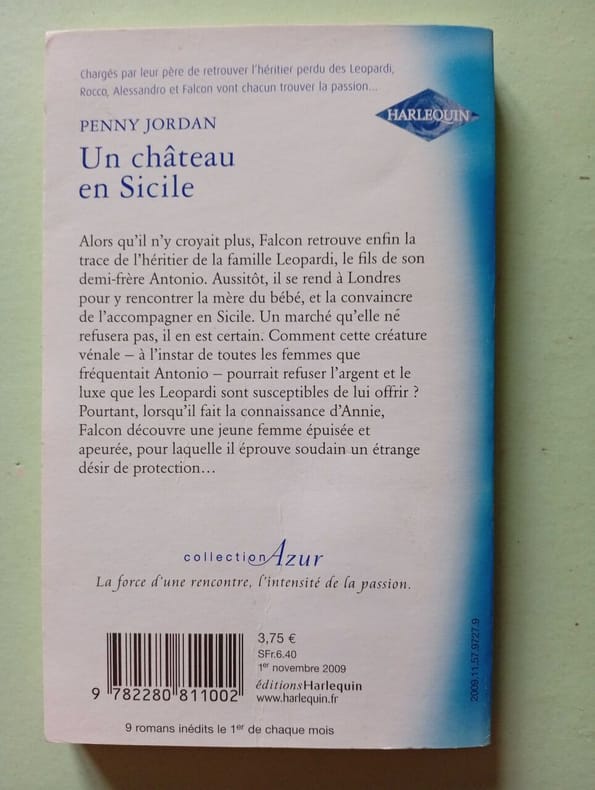 Chargés par leur père de retrouver l'héritier perdu des Leopardi,
Rocco, Alessandro et Falcon vont chacun trouver la passion...
HARLEQUIN
PENNY JORDAN
Un château
en Sicile
Alors qu'il n'y croyait plus, Falcon retrouve enfin la
trace de l'héritier de la famille Leopardi, le fils de son
demi-frère Antonio. Aussitôt, il se rend à Londres
pour y rencontrer la mère du bébé, et la convaincre
de l'accompagner en Sicile. Un marché qu'elle ne
refusera pas, il en est certain. Comment cette créature
vénale – à l'instar de toutes les femmes que
fréquentait Antonio – pourrait refuser l'argent et le
luxe que les Leopardi sont susceptibles de lui offrir ?
Pourtant, lorsqu'il fait la connaissance d'Annie,
Falcon découvre une jeune femme épuisée et
apeurée, pour laquelle il éprouve soudain un étrange
désir de protection...
collection Azur
La force d'une rencontre, l'intensité de la passion.
3,75 €
SFr.6.40
1er novembre 2009
éditionsHarlequin
www.harlequin.fr
9 782280 811002
9 romans inédits le 1er de chaque mois
2009.11.57.9727.9